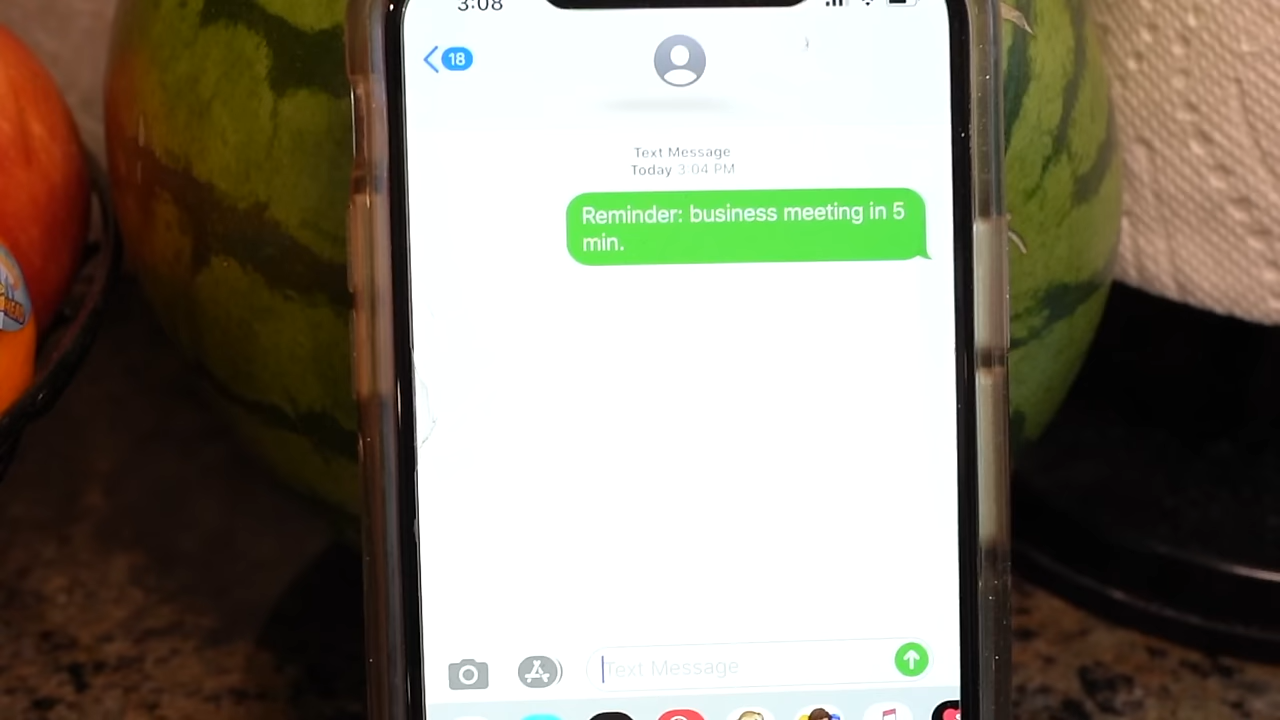 3:08
18
Text Message
Today 3:04 PM
Reminder: business meeting in 5
min.
Text Message